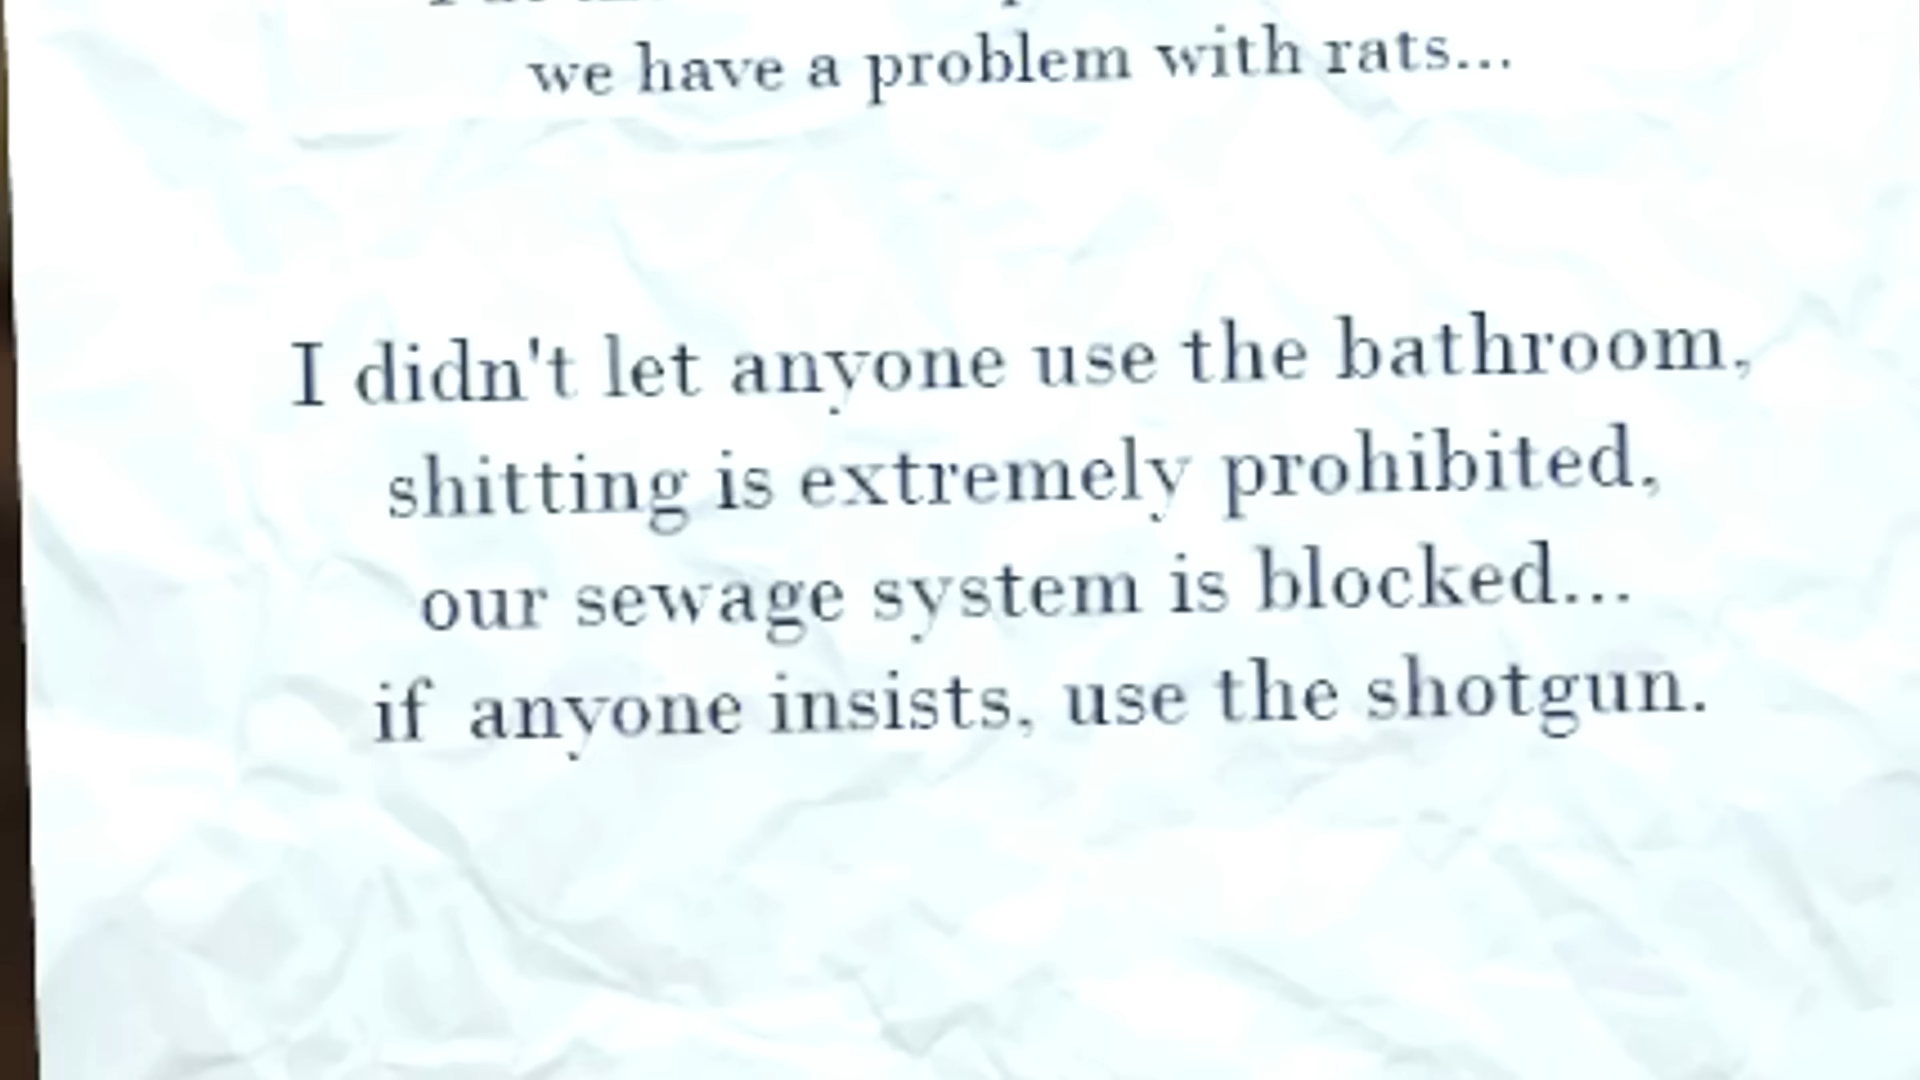 we have a problem with rats...
I didn't let anyone use the bathroom,
shitting is extremely prohibited,
our sewage system is blocked...
if anyone insists, use the shotgun.